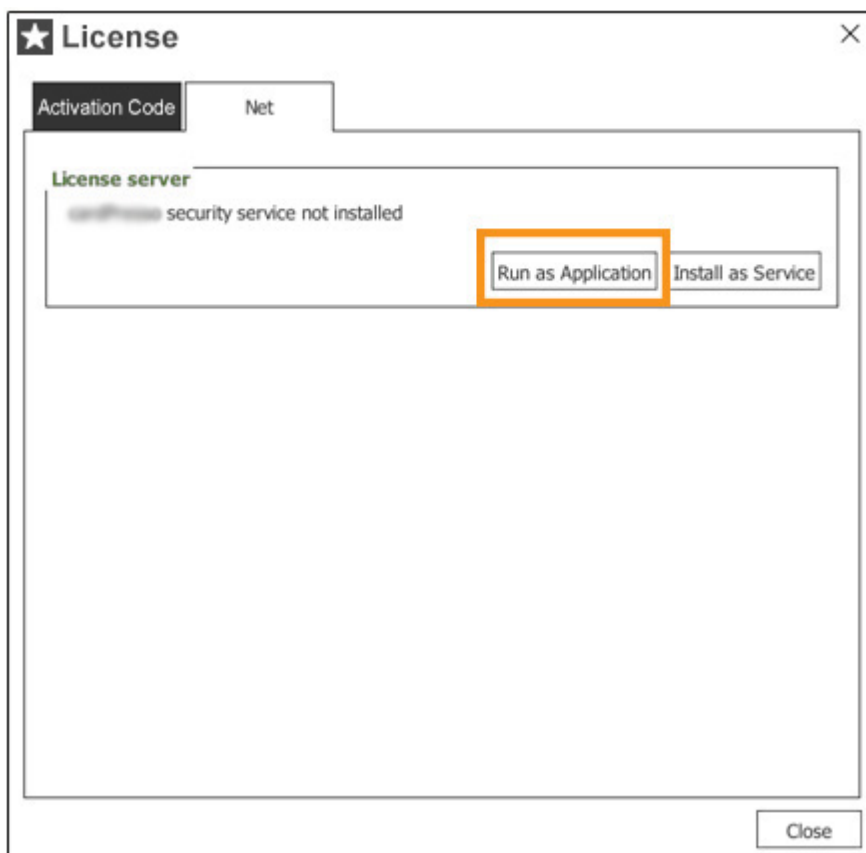 License
Activation Code
Net
License server
security service not installed
Run as Application
Install as Service
Close